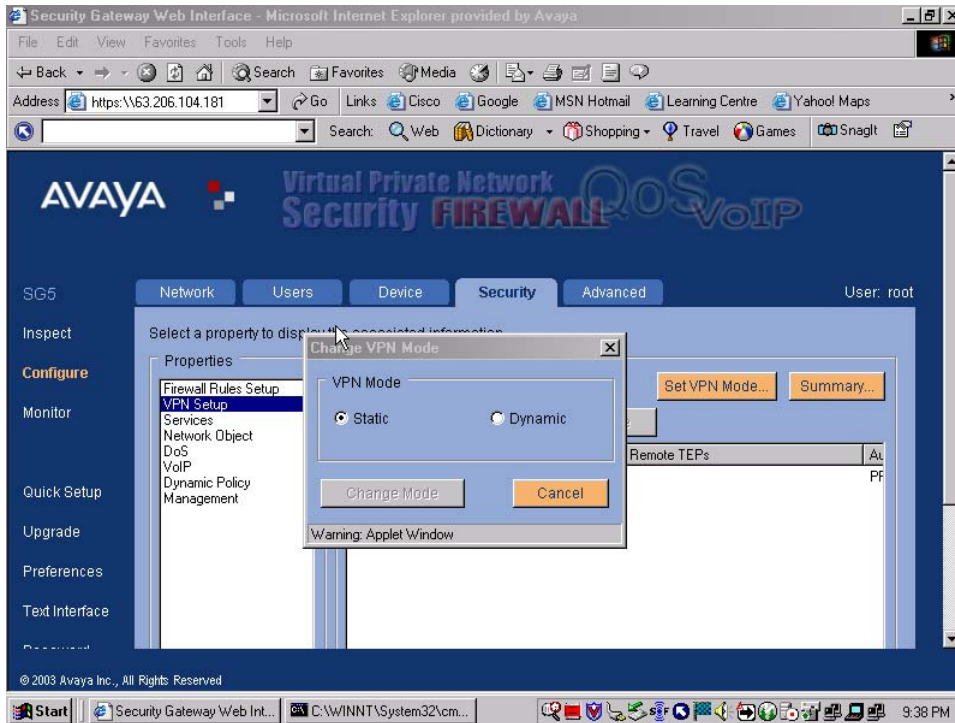 Security Gateway Web Interface - Microsoft Internet Explorer provided by Avaya
File Edit View Favorites Tools Help
Back Search Favorites Media
Address https:\\63.206.104.181 Go Links Cisco Google MSN Hotmail Learning Centre Yahoo! Maps
Search: Web Dictionary Shopping Travel Games SnagIt
AVAYA
Virtual Private Network
Security FIREWALL QoS VoIP
SG5 Network Users Device Security Advanced User: root
Inspect
Configure
Monitor
Quick Setup
Upgrade
Preferences
Text Interface
Select a property to display the associated information
Properties
Firewall Rules Setup
VPN Setup
Services
Network Object
DoS
VoIP
Dynamic Policy
Management
Set VPN Mode... Summary...
Remote TEPs
Change VPN Mode
VPN Mode
Static Dynamic
Change Mode Cancel
Warning: Applet Window
© 2003 Avaya Inc., All Rights Reserved
Start Security Gateway Web Int... C:\WINNT\System32\cm... 9:38 PM